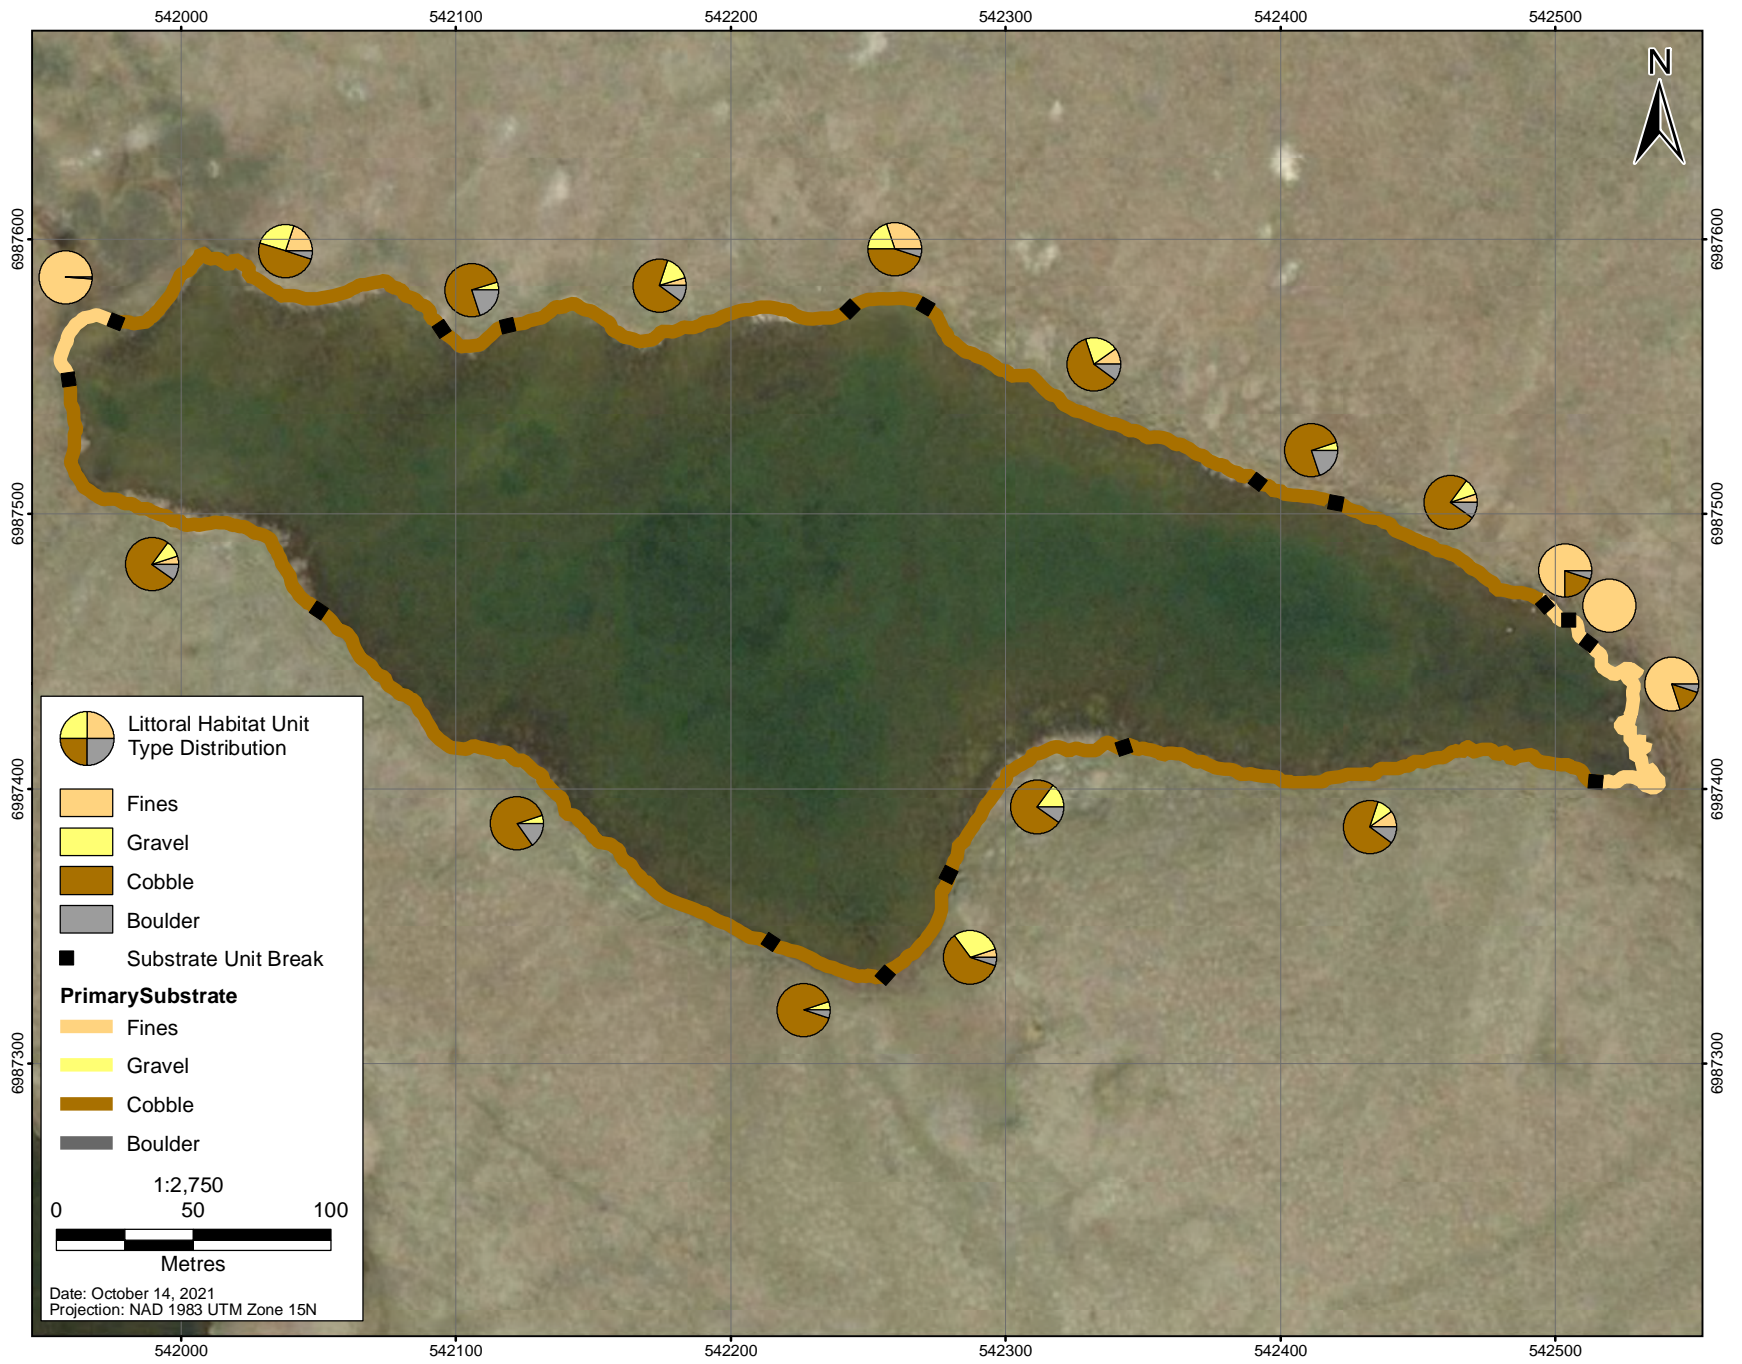 542000 542100 542200 542300 542400 542500
N
6987600 6987600
6987500 6987500
6987400 6987400
6987300 6987300
Littoral Habitat Unit
Type Distribution
Fines
Gravel
Cobble
Boulder
Substrate Unit Break
PrimarySubstrate
Fines
Gravel
Cobble
Boulder
1:2,750
0 50 100
Metres
Date: October 14, 2021
Projection: NAD 1983 UTM Zone 15N
542000 542100 542200 542300 542400 542500